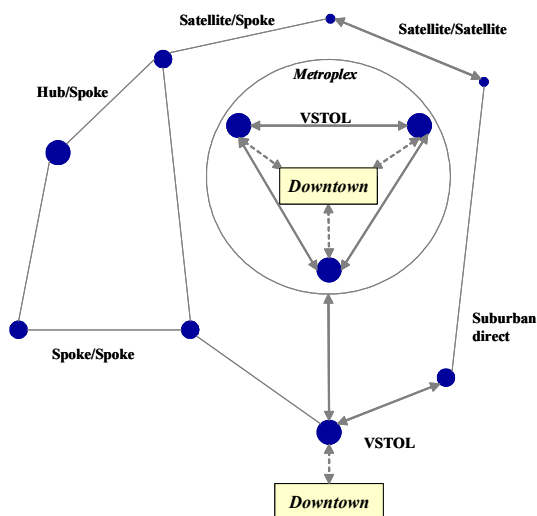 Satellite/Spoke
Satellite/Satellite
Metroplex
Hub/Spoke
VSTOL
Downtown
Suburban
direct
Spoke/Spoke
VSTOL
Downtown